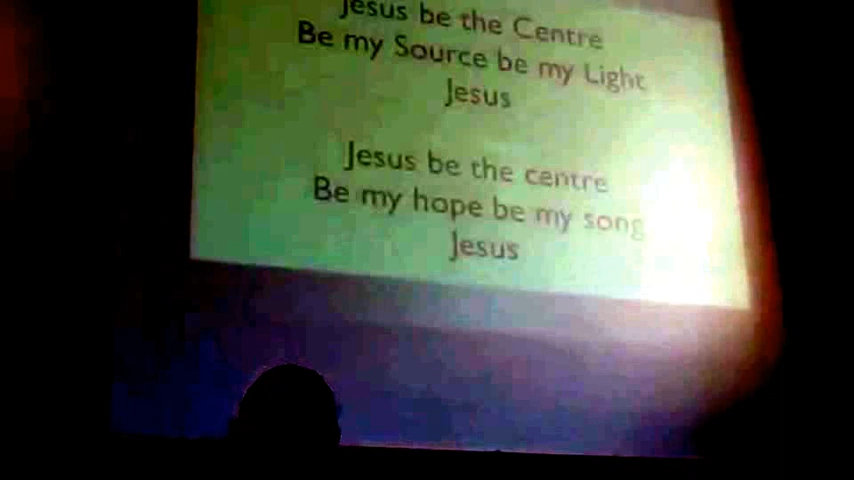 Jesus be the Centre
Be my Source be my Light
Jesus
Jesus be the centre
Be my hope be my song
Jesus